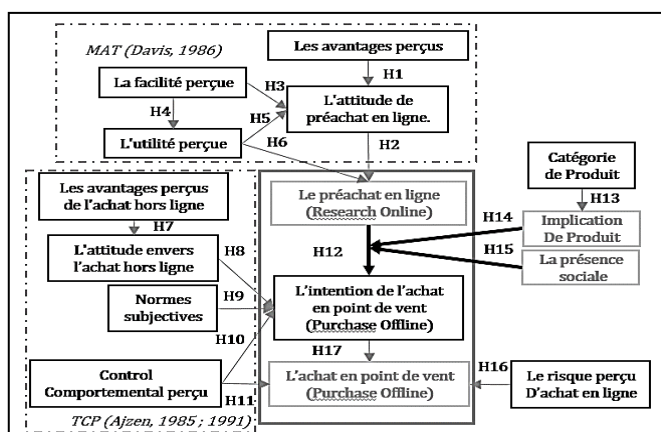 MAT (Davis, 1986)
Les avantages perçus
La facilité perçue
H3
H1
H4
H5
L'attitude de
préachat en ligne.
L'utilité perçue
H6
H2
Catégorie
de Produit
H13
Les avantages perçus
de l'achat hors ligne
H7
Le préachat en ligne
(Research Online)
H14
Implication
De Produit
L'attitude envers
l'achat hors ligne
H8
H12
H15
La présence
sociale
Normes
subjectives
H9
L'intention de l'achat
en point de vent
(Purchase Offline)
H10
H17
Control
Comportemental perçu
H11
L'achat en point de vent
(Purchase Offline)
H16
Le risque perçu
D'achat en ligne
TCP (Ajzen, 1985 ; 1991)